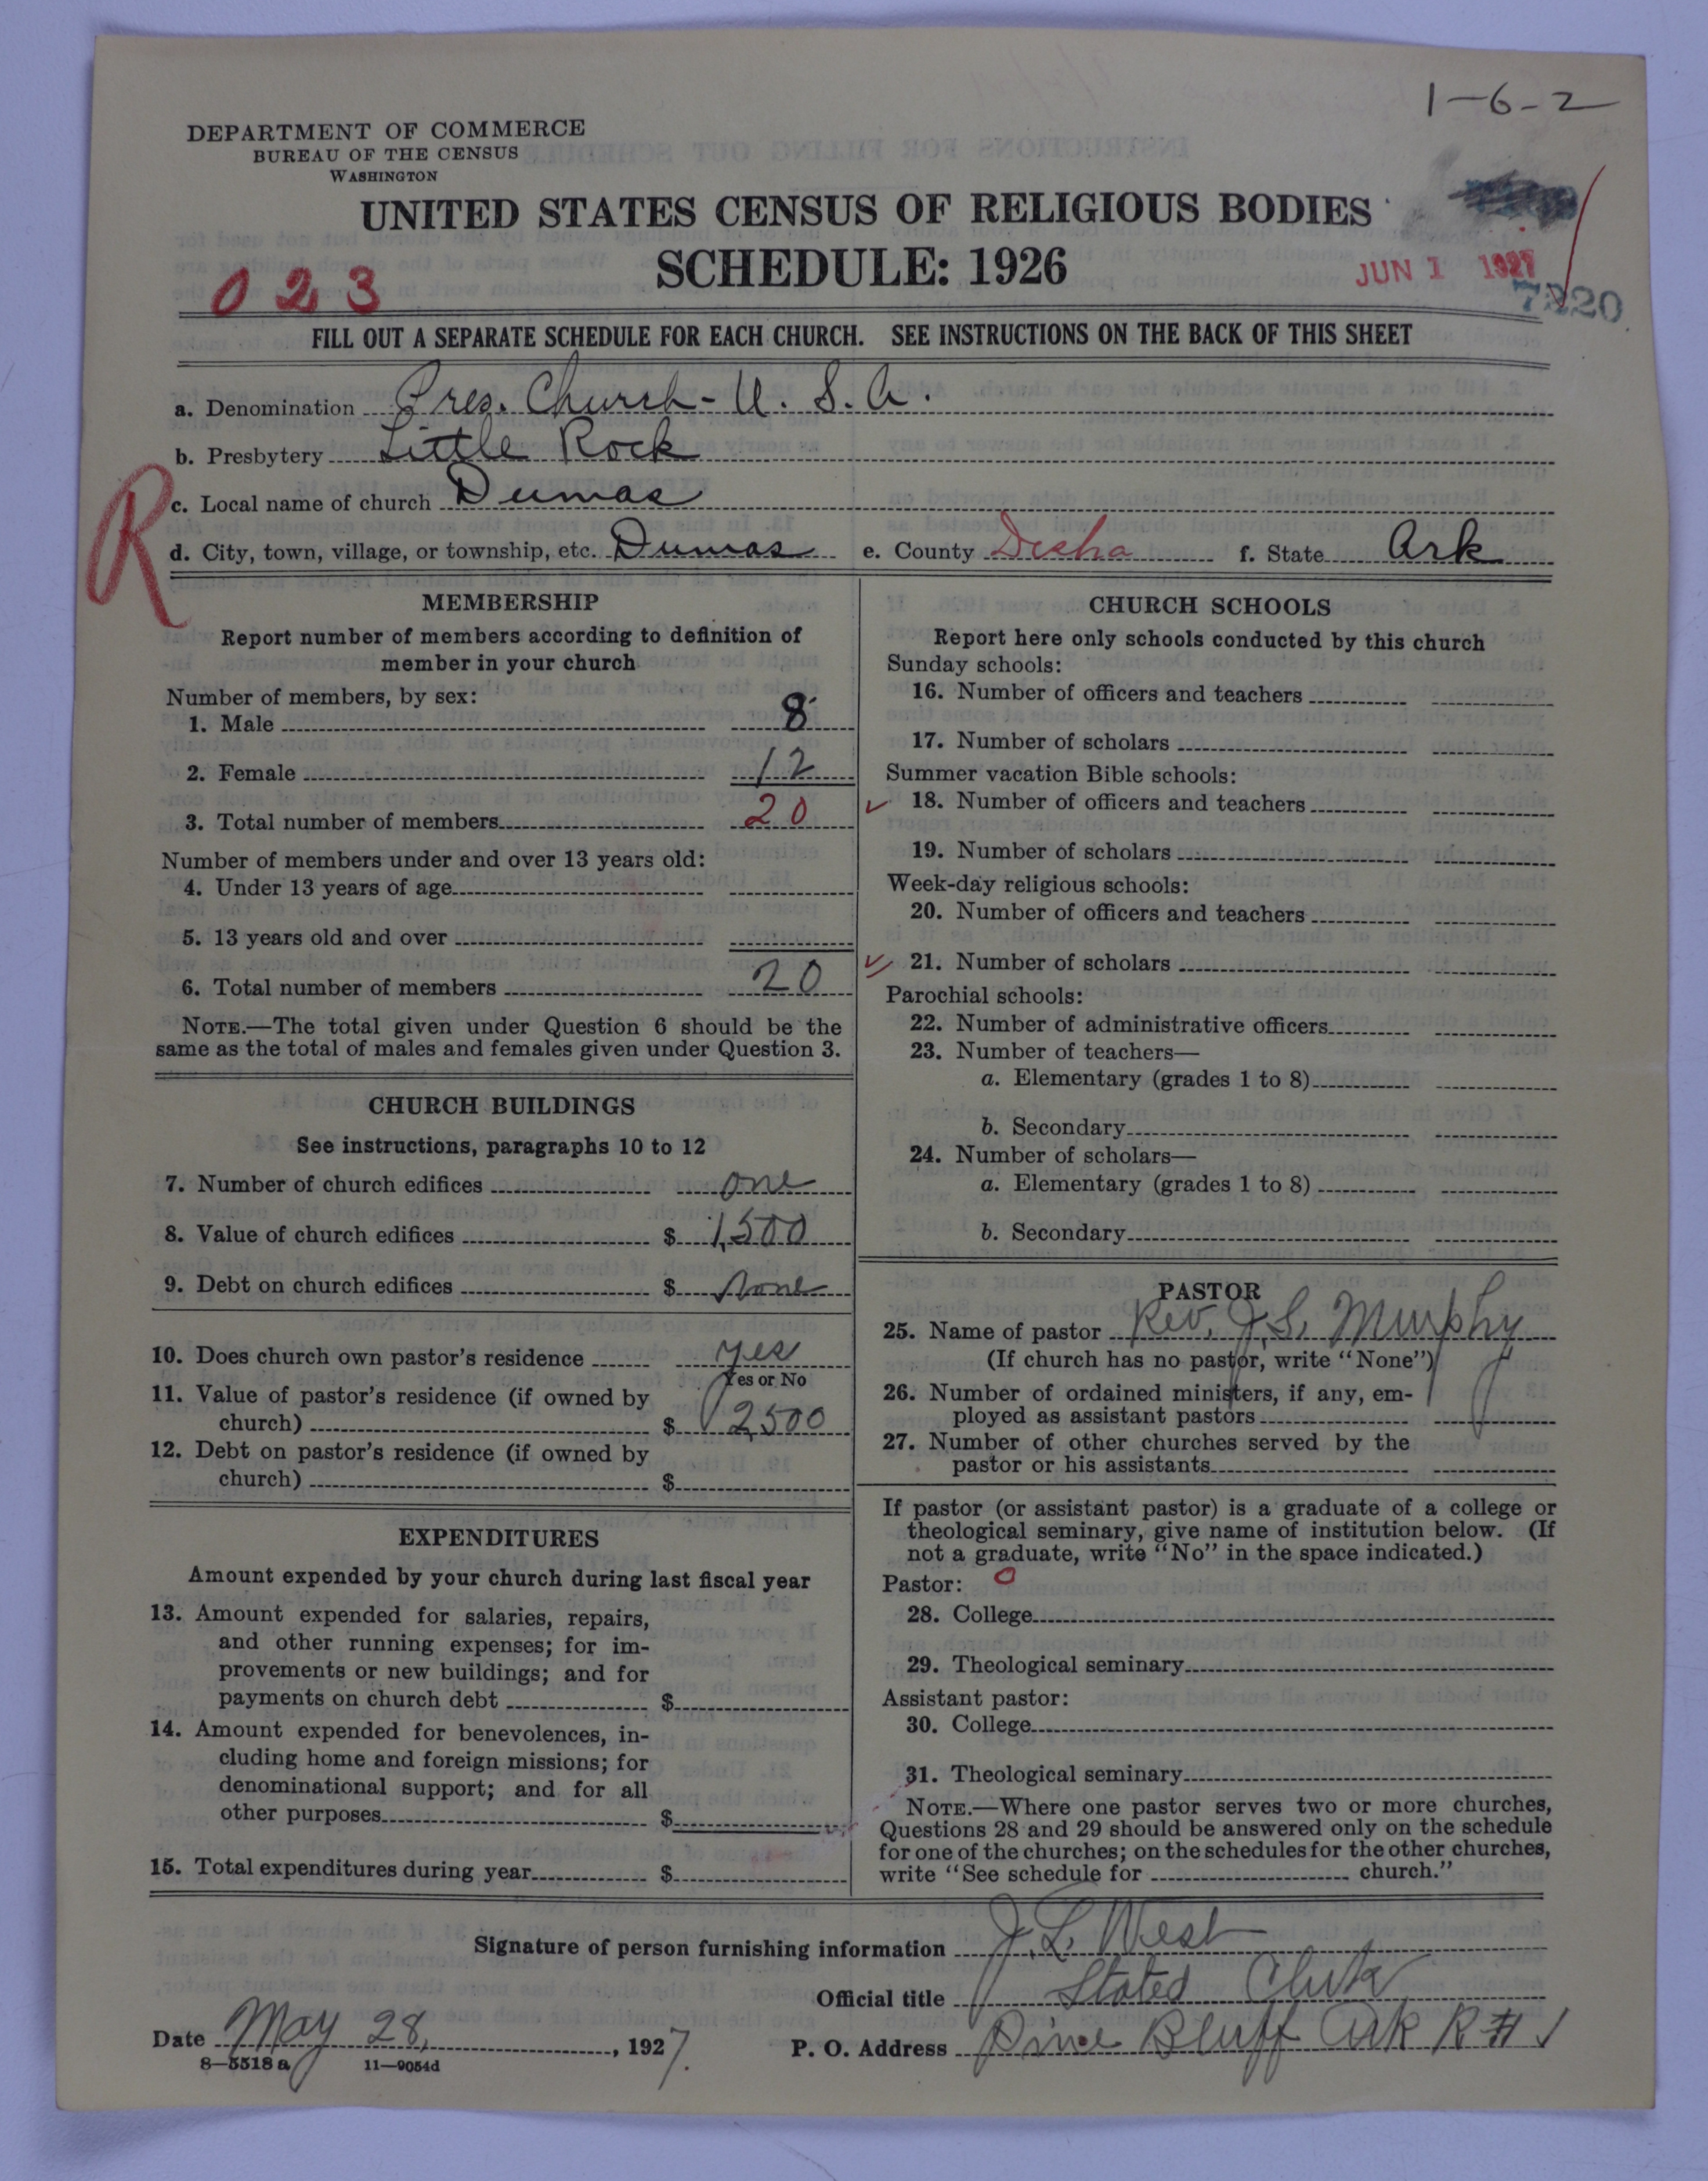 1-6-2
DEPARTMENT OF COMMERCE
BUREAU OF THE CENSUS
WASHINGTON
UNITED STATES CENSUS OF RELIGIOUS BODIES
SCHEDULE: 1926
023
JUN 1 1927
FILL OUT A SEPARATE SCHEDULE FOR EACH CHURCH. SEE INSTRUCTIONS ON THE BACK OF THIS SHEET
a. Denomination Pres. Church - U. S. A.
b. Presbytery Little Rock
R
c. Local name of church Dumas
d. City, town, village, or township, etc. Dumas e. County Desha f. State Ark
MEMBERSHIP
Report number of members according to definition of
member in your church
Number of members, by sex:
1. Male 8
2. Female 12
3. Total number of members 20
Number of members under and over 13 years old:
4. Under 13 years of age
5. 13 years old and over
6. Total number of members 20
NOTE.—The total given under Question 6 should be the
same as the total of males and females given under Question 3.
CHURCH BUILDINGS
See instructions, paragraphs 10 to 12
7. Number of church edifices one
8. Value of church edifices $ 1,500
9. Debt on church edifices $ None
10. Does church own pastor's residence yes
Yes or No
11. Value of pastor's residence (if owned by
church) $ 2,500
12. Debt on pastor's residence (if owned by
church) $
EXPENDITURES
Amount expended by your church during last fiscal year
13. Amount expended for salaries, repairs,
and other running expenses; for im-
provements or new buildings; and for
payments on church debt $
14. Amount expended for benevolences, in-
cluding home and foreign missions; for
denominational support; and for all
other purposes $
15. Total expenditures during year $
CHURCH SCHOOLS
Report here only schools conducted by this church
Sunday schools:
16. Number of officers and teachers
17. Number of scholars
Summer vacation Bible schools:
18. Number of officers and teachers
19. Number of scholars
Week-day religious schools:
20. Number of officers and teachers
21. Number of scholars
Parochial schools:
22. Number of administrative officers
23. Number of teachers—
a. Elementary (grades 1 to 8)
b. Secondary
24. Number of scholars—
a. Elementary (grades 1 to 8)
b. Secondary
PASTOR
25. Name of pastor Rev. J. S. Murphy
(If church has no pastor, write "None")
26. Number of ordained ministers, if any, em-
ployed as assistant pastors
27. Number of other churches served by the
pastor or his assistants
If pastor (or assistant pastor) is a graduate of a college or
theological seminary, give name of institution below. (If
not a graduate, write "No" in the space indicated.)
Pastor: 0
28. College
29. Theological seminary
Assistant pastor:
30. College
31. Theological seminary
NOTE.—Where one pastor serves two or more churches,
Questions 28 and 29 should be answered only on the schedule
for one of the churches; on the schedules for the other churches,
write "See schedule for church."
Signature of person furnishing information J. L. West
Official title Stated Clerk
Date May 28, 1927. P. O. Address Pine Bluff Ark R #1
8—5518a 11—9054d